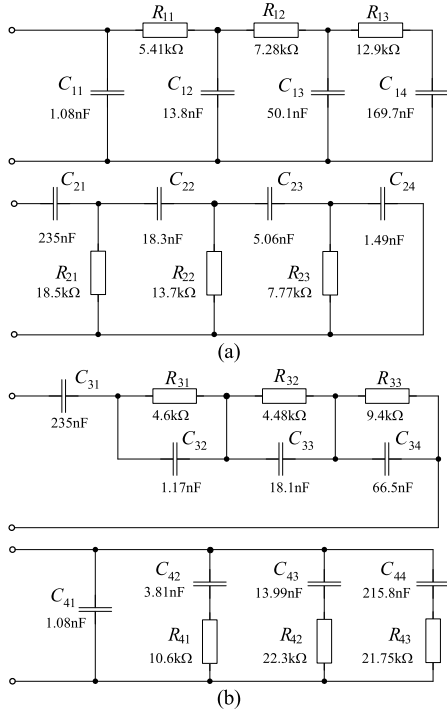 R11 R12 R13
5.41kΩ 7.28kΩ 12.9kΩ
C11 C12 C13 C14
1.08nF 13.8nF 50.1nF 169.7nF
C21 C22 C23 C24
235nF 18.3nF 5.06nF 1.49nF
R21 R22 R23
18.5kΩ 13.7kΩ 7.77kΩ
(a)
C31 R31 R32 R33
235nF 4.6kΩ 4.48kΩ 9.4kΩ
C32 C33 C34
1.17nF 18.1nF 66.5nF
C41 C42 C43 C44
1.08nF 3.81nF 13.99nF 215.8nF
R41 R42 R43
10.6kΩ 22.3kΩ 21.75kΩ
(b)